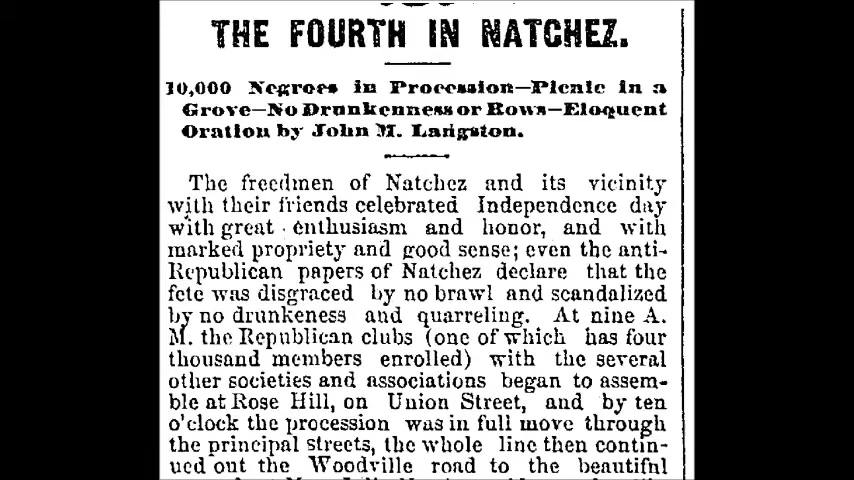 THE FOURTH IN NATCHEZ.
10,000 Negroes in Procession—Picnic in a
Grove—No Drunkenness or Rows—Eloquent
Oration by John M. Langston.
The freedmen of Natchez and its vicinity
with their friends celebrated Independence day
with great enthusiasm and honor, and with
marked propriety and good sense; even the anti-
Republican papers of Natchez declare that the
fete was disgraced by no brawl and scandalized
by no drunkeness and quarreling. At nine A.
M. the Republican clubs (one of which has four
thousand members enrolled) with the several
other societies and associations began to assem-
ble at Rose Hill, on Union Street, and by ten
o'clock the procession was in full move through
the principal streets, the whole line then contin-
ued out the Woodville road to the beautiful